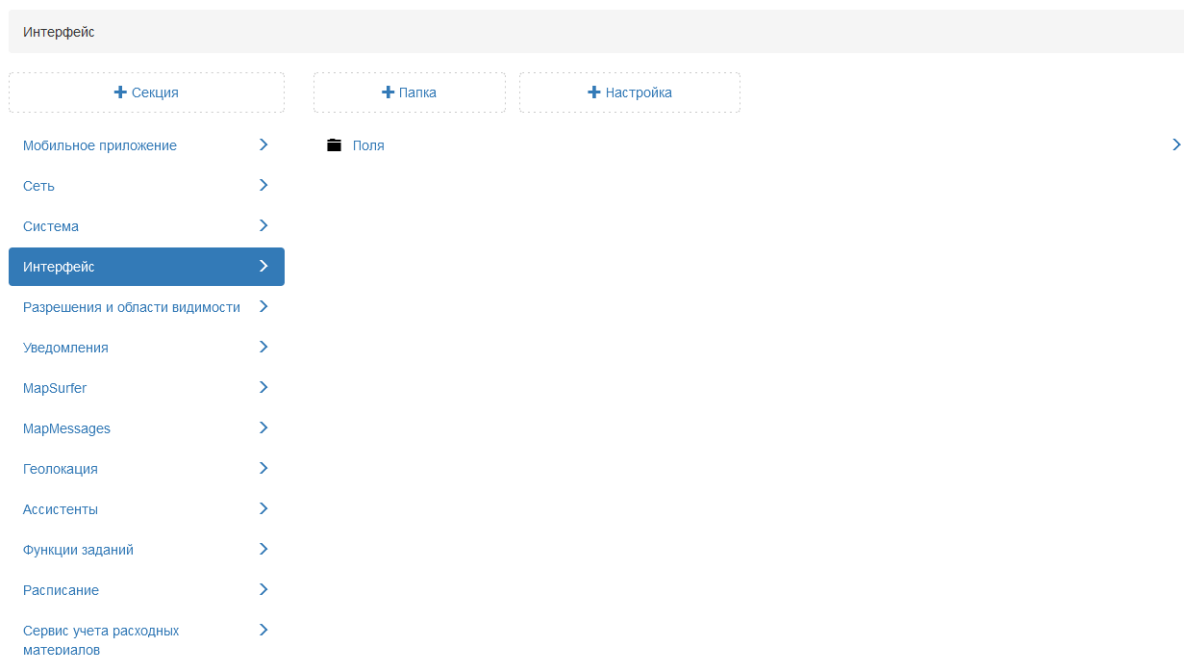 Интерфейс
Секция
Папка
Настройка
Мобильное приложение
Поля
Сеть
Система
Интерфейс
Разрешения и области видимости
Уведомления
MapSurfer
MapMessages
Геолокация
Ассистенты
Функции заданий
Расписание
Сервис учета расходных
материалов